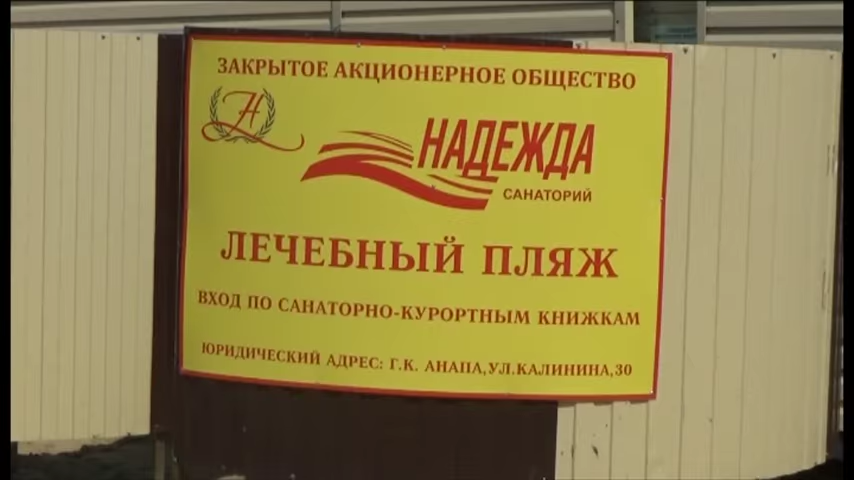 ЗАКРЫТОЕ АКЦИОНЕРНОЕ ОБЩЕСТВО
Н
НАДЕЖДА
САНАТОРИЙ
ЛЕЧЕБНЫЙ ПЛЯЖ
ВХОД ПО САНАТОРНО-КУРОРТНЫМ КНИЖКАМ
ЮРИДИЧЕСКИЙ АДРЕС: Г.К. АНАПА,УЛ.КАЛИНИНА,30